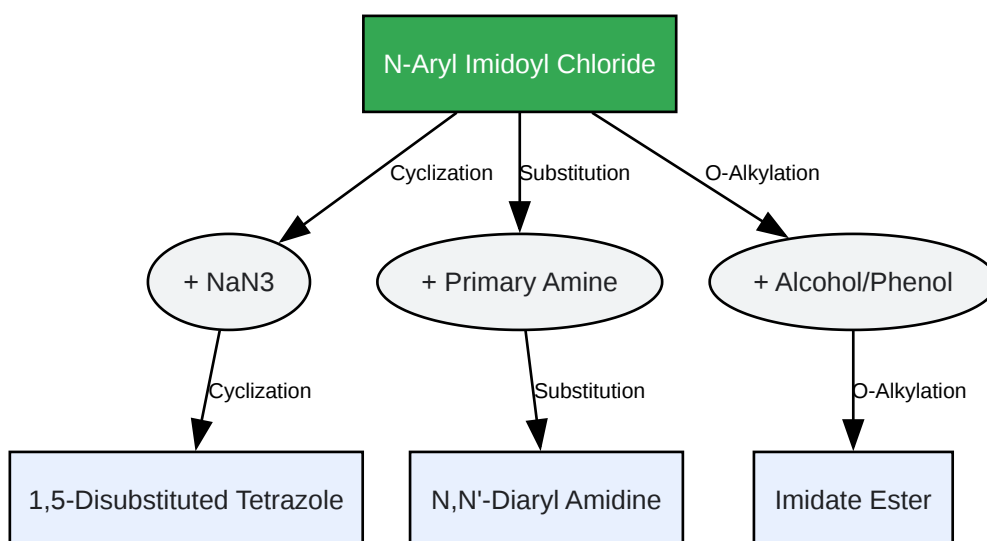 N-Aryl Imidoyl Chloride
Cyclization
Substitution
O-Alkylation
+ NaN3
+ Primary Amine
+ Alcohol/Phenol
Cyclization
Substitution
O-Alkylation
1,5-Disubstituted Tetrazole
N,N'-Diaryl Amidine
Imidate Ester